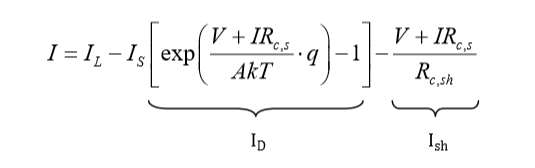 I = I_L − I_S [exp((V + IR_{c,s})/(AkT) · q) − 1] − (V + IR_{c,s})/R_{c,sh}
I_D I_sh